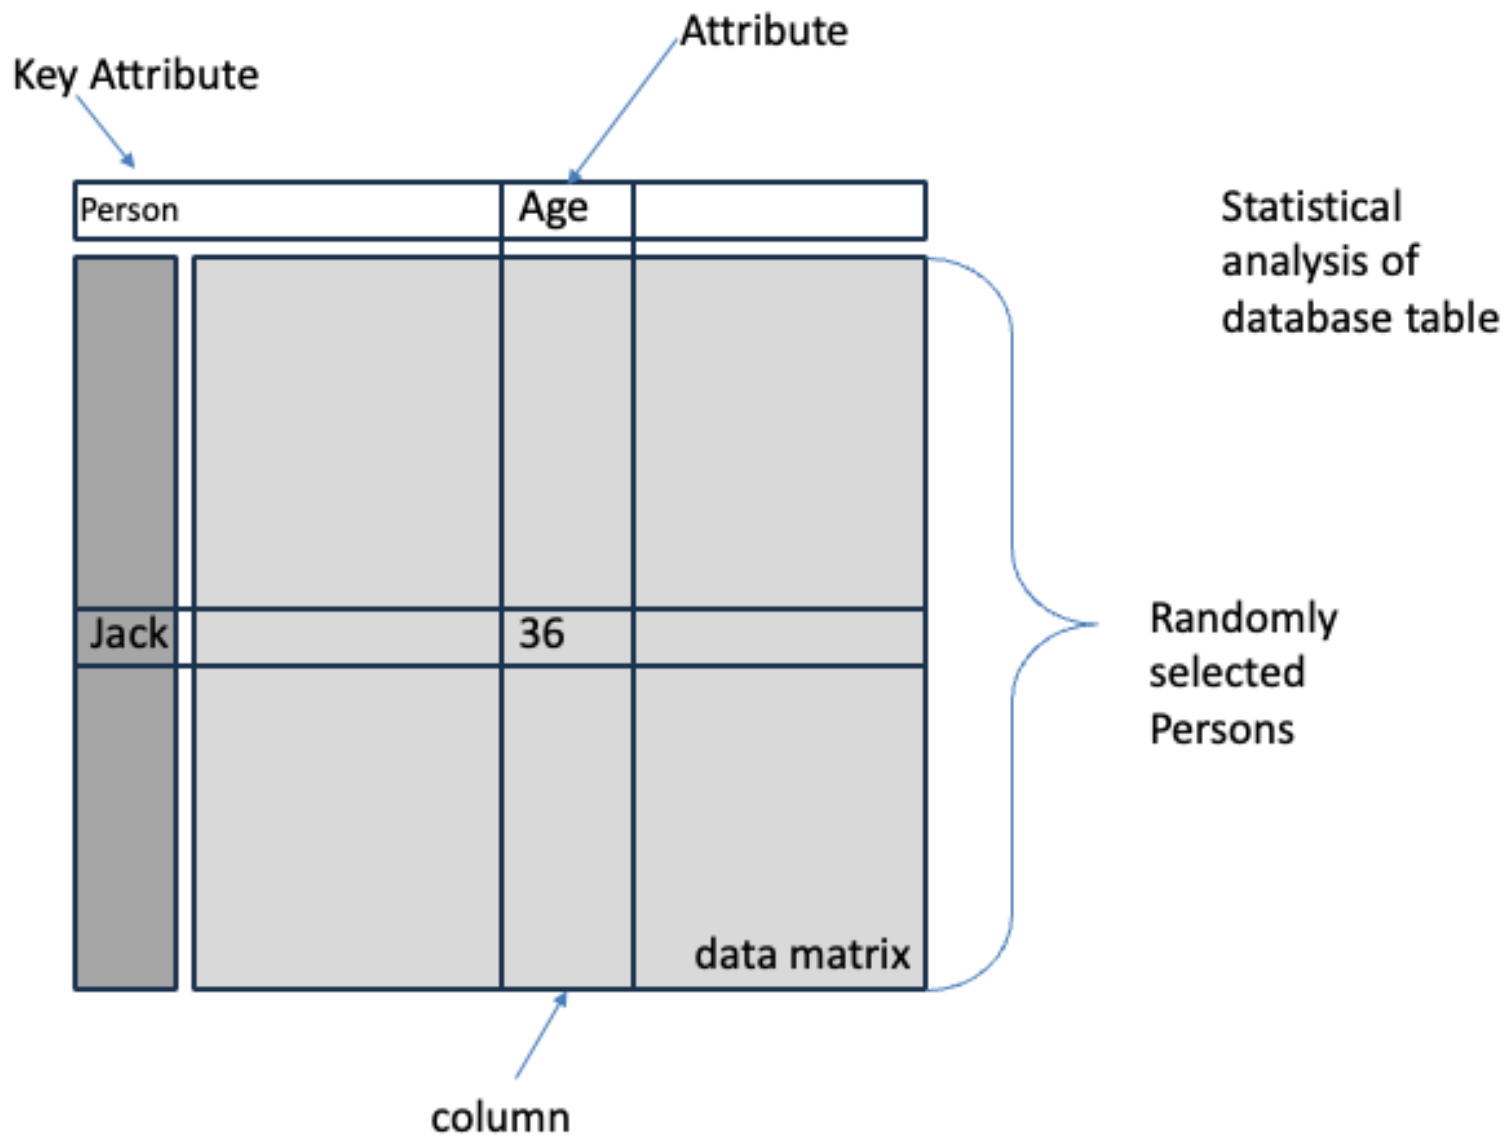 Attribute
Key Attribute
Person
Age
Statistical
analysis of
database table
Jack
36
Randomly
selected
Persons
data matrix
column